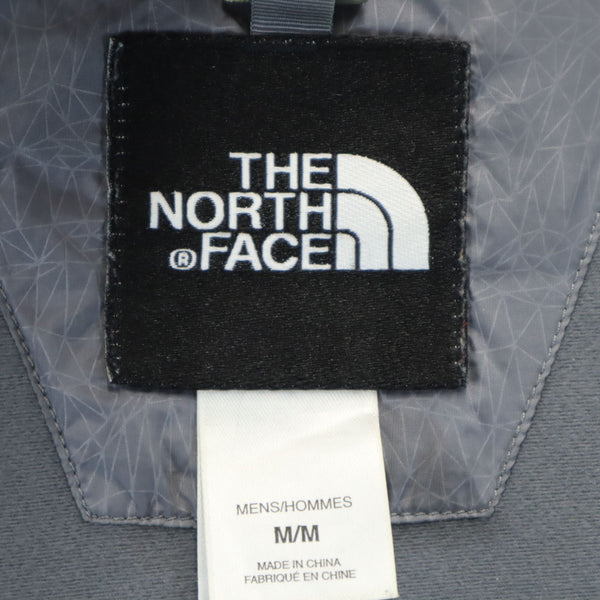 THE
NORTH
® FACE
MENS/HOMMES
M/M
MADE IN CHINA
FABRIQUÉ EN CHINE